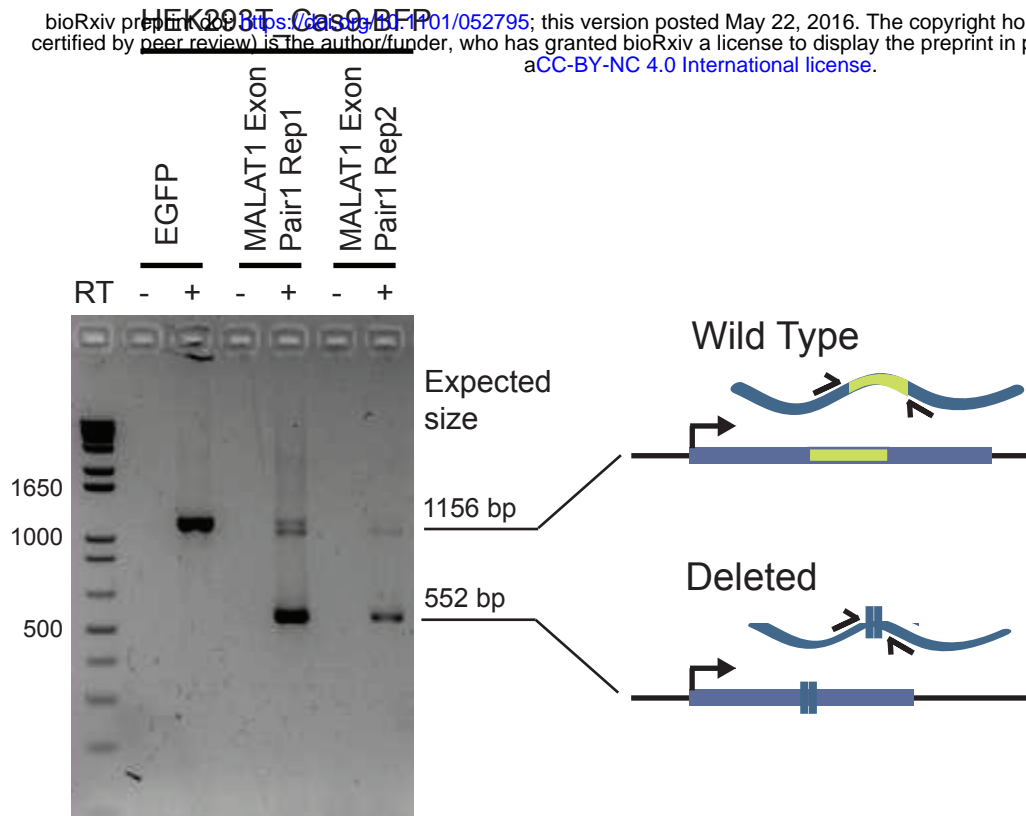 bioRxiv preprint doi: https://doi.org/10.1101/052795; this version posted May 22, 2016. The copyright ho
HEK293T_Cas9-BFP
certified by peer review) is the author/funder, who has granted bioRxiv a license to display the preprint in p
aCC-BY-NC 4.0 International license.
EGFP
MALAT1 Exon
Pair1 Rep1
MALAT1 Exon
Pair1 Rep2
RT - + - + - +
Expected
size
1650
1000
500
1156 bp
552 bp
Wild Type
Deleted